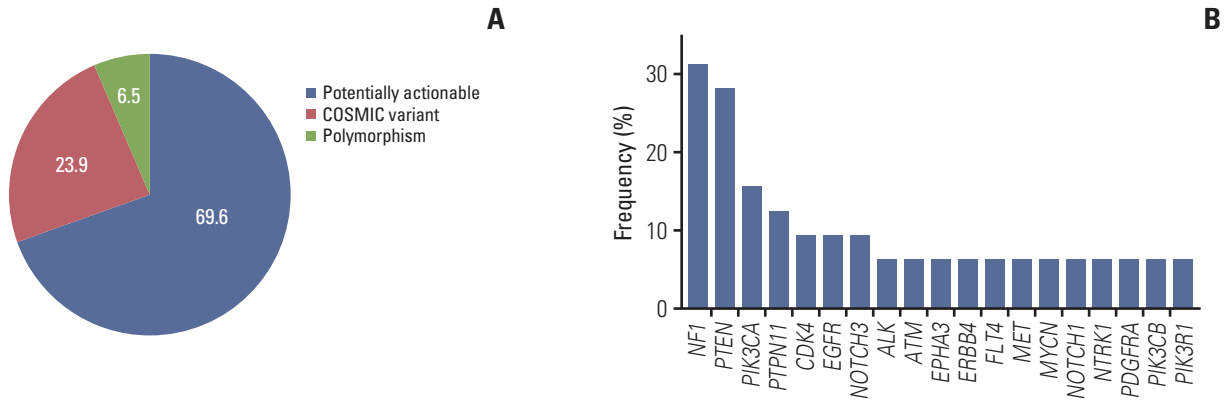 A
6.5
23.9
69.6
Potentially actionable
COSMIC variant
Polymorphism
B
Frequency (%)
30
20
10
0
NF1
PTEN
PIK3CA
PTPN11
CDK4
EGFR
NOTCH3
ALK
ATM
EPHA3
ERBB4
FLT4
MET
MYCN
NOTCH1
NTRK1
PDGFRA
PIK3CB
PIK3R1